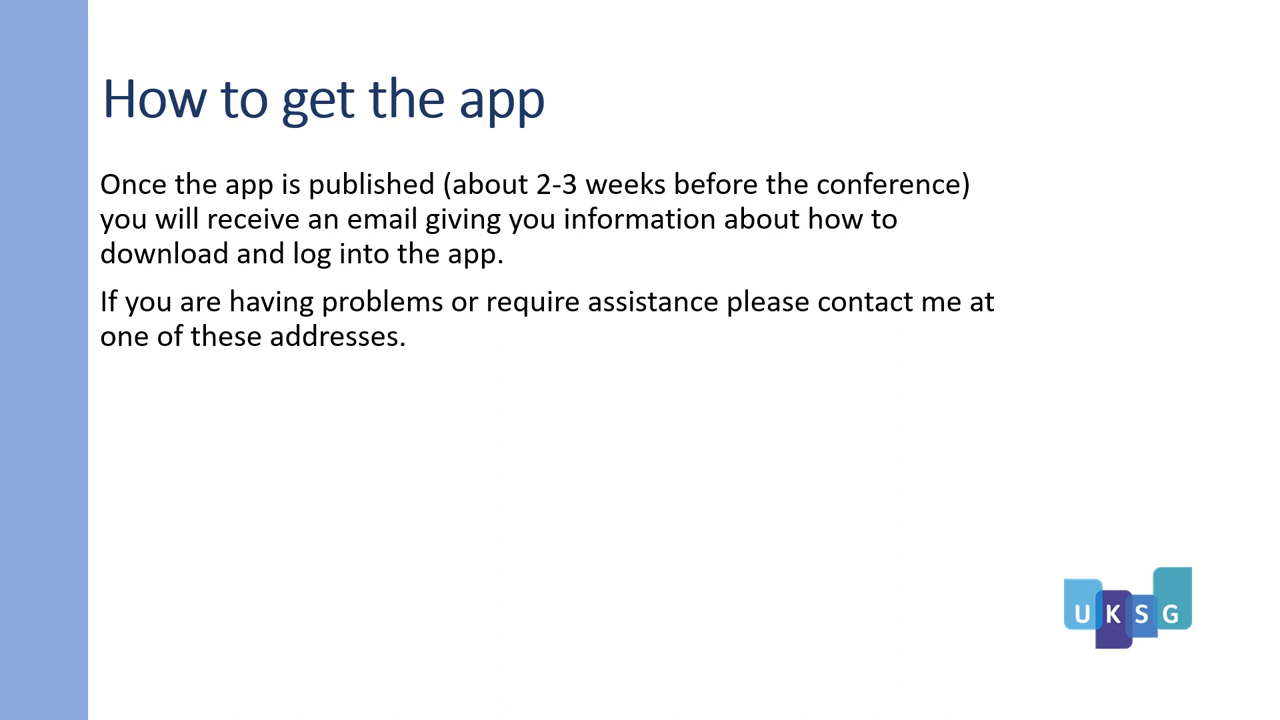 How to get the app
Once the app is published (about 2-3 weeks before the conference)
you will receive an email giving you information about how to
download and log into the app.
If you are having problems or require assistance please contact me at
one of these addresses.
UKSG